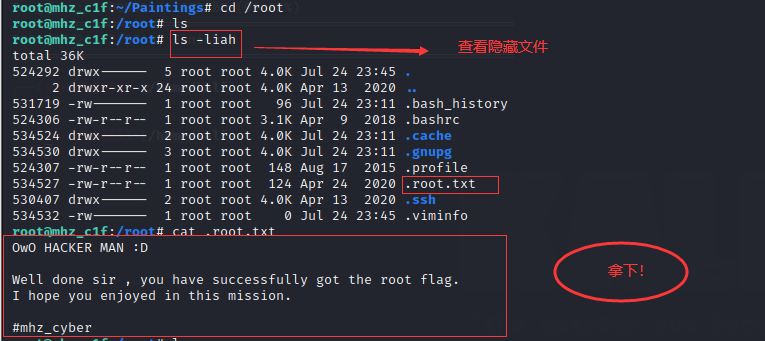 root@mhz_c1f:~/Paintings# cd /root
root@mhz_c1f:/root# ls
root@mhz_c1f:/root# ls -liah
查看隐藏文件
total 36K
524292 drwx------  5 root root 4.0K Jul 24 23:45 .
     2 drwxr-xr-x 24 root root 4.0K Apr 13  2020 ..
531719 -rw-------  1 root root   96 Jul 24 23:11 .bash_history
524306 -rw-r--r--  1 root root 3.1K Apr  9  2018 .bashrc
534524 drwx------  2 root root 4.0K Jul 24 23:11 .cache
534530 drwx------  3 root root 4.0K Jul 24 23:11 .gnupg
524307 -rw-r--r--  1 root root  148 Aug 17  2015 .profile
534527 -rw-r--r--  1 root root  124 Apr 24  2020 .root.txt
530407 drwx------  2 root root 4.0K Apr 13  2020 .ssh
534532 -rw-------  1 root root    0 Jul 24 23:45 .viminfo
root@mhz_c1f:/root# cat .root.txt
OwO HACKER MAN :D
Well done sir , you have successfully got the root flag.
I hope you enjoyed in this mission.
拿下！
#mhz_cyber